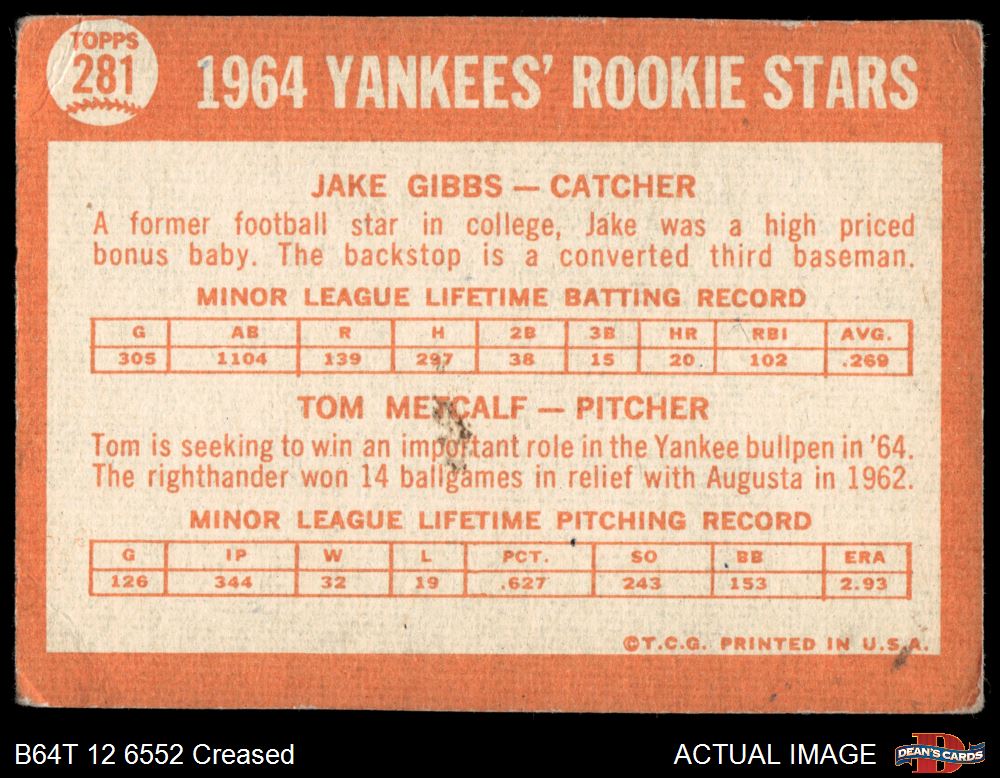 TOPPS
281
1964 YANKEES' ROOKIE STARS
JAKE GIBBS — CATCHER
A former football star in college, Jake was a high priced
bonus baby. The backstop is a converted third baseman.
MINOR LEAGUE LIFETIME BATTING RECORD
G AB R H 2B 3B HR RBI AVG.
305 1104 139 297 38 15 20 102 .269
TOM METCALF — PITCHER
Tom is seeking to win an important role in the Yankee bullpen in '64.
The righthander won 14 ballgames in relief with Augusta in 1962.
MINOR LEAGUE LIFETIME PITCHING RECORD
G IP W L PCT. SO BB ERA
126 344 32 19 .627 243 153 2.93
©T.C.G. PRINTED IN U.S.A.
B64T 12 6552 Creased
ACTUAL IMAGE
DEAN'S CARDS